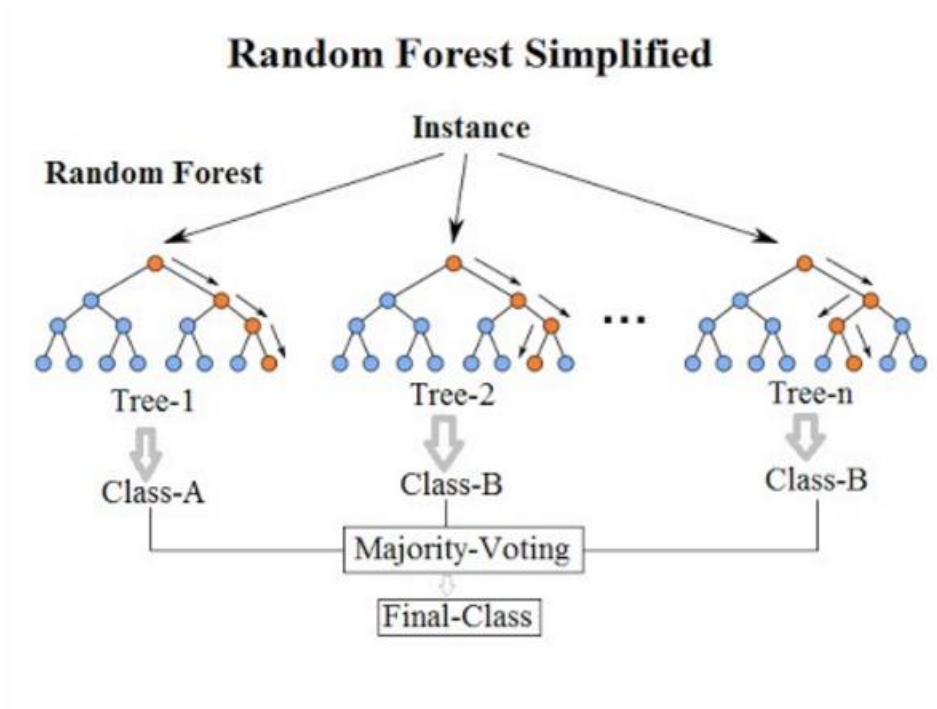 Random Forest Simplified
Instance
Random Forest
...
Tree-1
Tree-2
Tree-n
Class-A
Class-B
Class-B
Majority-Voting
Final-Class